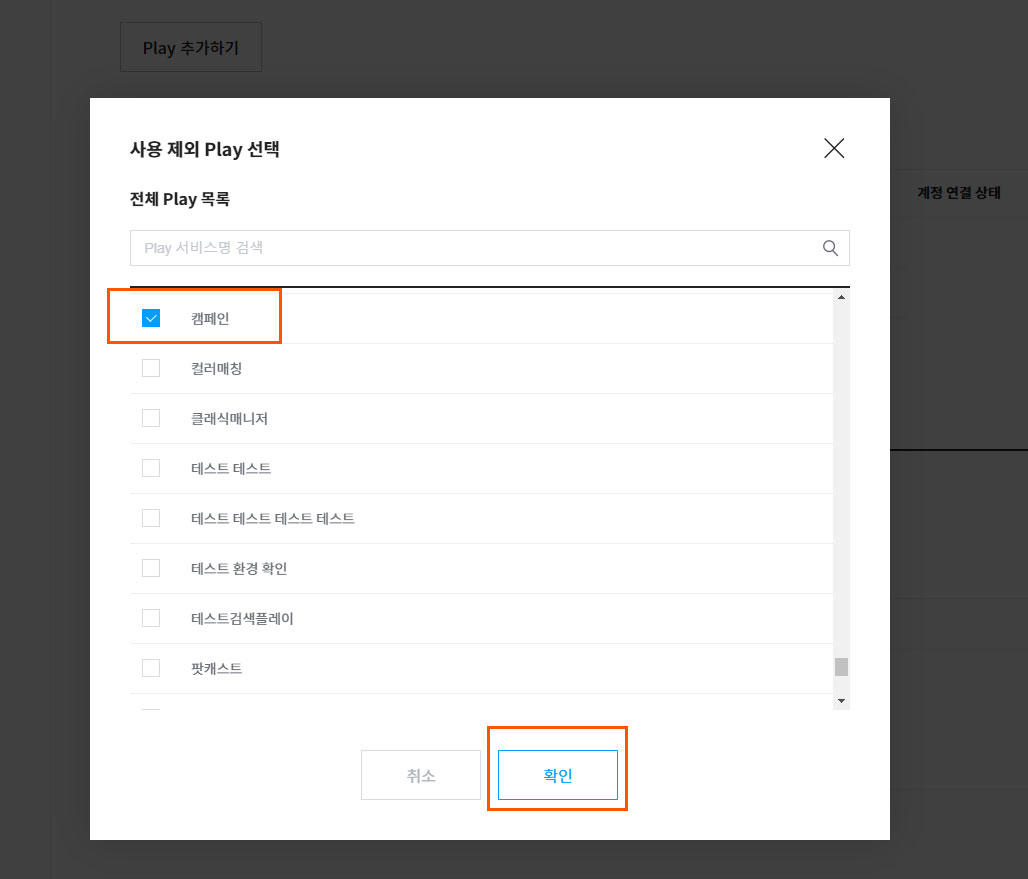 Play 추가하기
사용 제외 Play 선택
전체 Play 목록
계정 연결 상태
Play 서비스명 검색
캠페인
컬러매칭
클래식매니저
테스트 테스트
테스트 테스트 테스트 테스트
테스트 환경 확인
테스트검색플레이
팟캐스트
취소
확인